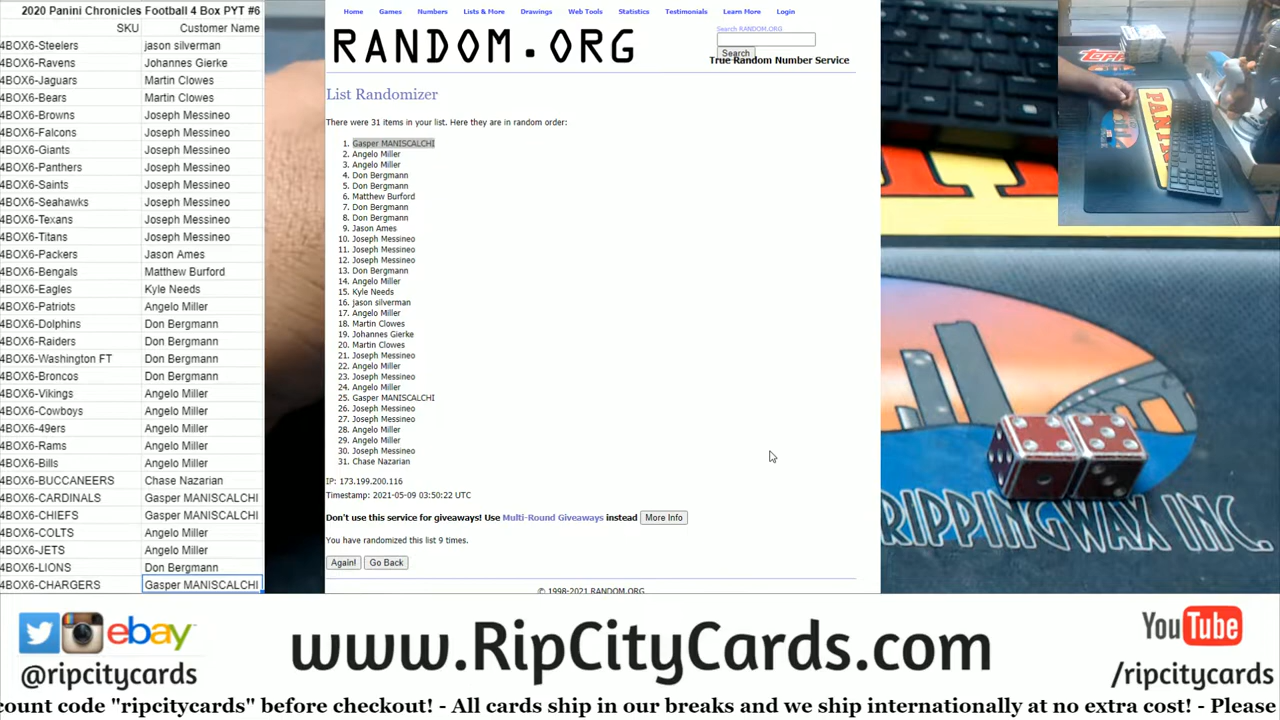 2020 Panini Chronicles Football 4 Box PYT #6
SKU Customer Name
4BOX6-Steelers jason silverman
4BOX6-Ravens Johannes Gierke
4BOX6-Jaguars Martin Clowes
4BOX6-Bears Martin Clowes
4BOX6-Browns Joseph Messineo
4BOX6-Falcons Joseph Messineo
4BOX6-Giants Joseph Messineo
4BOX6-Panthers Joseph Messineo
4BOX6-Saints Joseph Messineo
4BOX6-Seahawks Joseph Messineo
4BOX6-Texans Joseph Messineo
4BOX6-Titans Joseph Messineo
4BOX6-Packers Jason Ames
4BOX6-Bengals Matthew Burford
4BOX6-Eagles Kyle Needs
4BOX6-Patriots Angelo Miller
4BOX6-Dolphins Don Bergmann
4BOX6-Raiders Don Bergmann
4BOX6-Washington FT Don Bergmann
4BOX6-Broncos Don Bergmann
4BOX6-Vikings Angelo Miller
4BOX6-Cowboys Angelo Miller
4BOX6-49ers Angelo Miller
4BOX6-Rams Angelo Miller
4BOX6-Bills Angelo Miller
4BOX6-BUCCANEERS Chase Nazarian
4BOX6-CARDINALS Gasper MANISCALCHI
4BOX6-CHIEFS Gasper MANISCALCHI
4BOX6-COLTS Angelo Miller
4BOX6-JETS Angelo Miller
4BOX6-LIONS Don Bergmann
4BOX6-CHARGERS Gasper MANISCALCHI
Home Games Numbers Lists & More Drawings Web Tools Statistics Testimonials Learn More Login
RANDOM.ORG
Search RANDOM.ORG
Search
True Random Number Service
List Randomizer
There were 31 items in your list. Here they are in random order:
1. Gasper MANISCALCHI
2. Angelo Miller
3. Angelo Miller
4. Don Bergmann
5. Don Bergmann
6. Matthew Burford
7. Don Bergmann
8. Don Bergmann
9. Jason Ames
10. Joseph Messineo
11. Joseph Messineo
12. Joseph Messineo
13. Don Bergmann
14. Angelo Miller
15. Kyle Needs
16. jason silverman
17. Angelo Miller
18. Martin Clowes
19. Johannes Gierke
20. Martin Clowes
21. Joseph Messineo
22. Angelo Miller
23. Joseph Messineo
24. Angelo Miller
25. Gasper MANISCALCHI
26. Joseph Messineo
27. Joseph Messineo
28. Angelo Miller
29. Angelo Miller
30. Joseph Messineo
31. Chase Nazarian
IP: 173.199.200.116
Timestamp: 2021-05-09 03:50:22 UTC
Don't use this service for giveaways! Use Multi-Round Giveaways instead More Info
You have randomized this list 9 times.
Again! Go Back
© 1998-2021 RANDOM.ORG
TOPPS
PANINI
RIPPINGWAX INC.
ebay
@ripcitycards
www.RipCityCards.com
YouTube
/ripcitycards
count code "ripcitycards" before checkout! - All cards ship in our breaks and we ship internationally at no extra cost! - Please